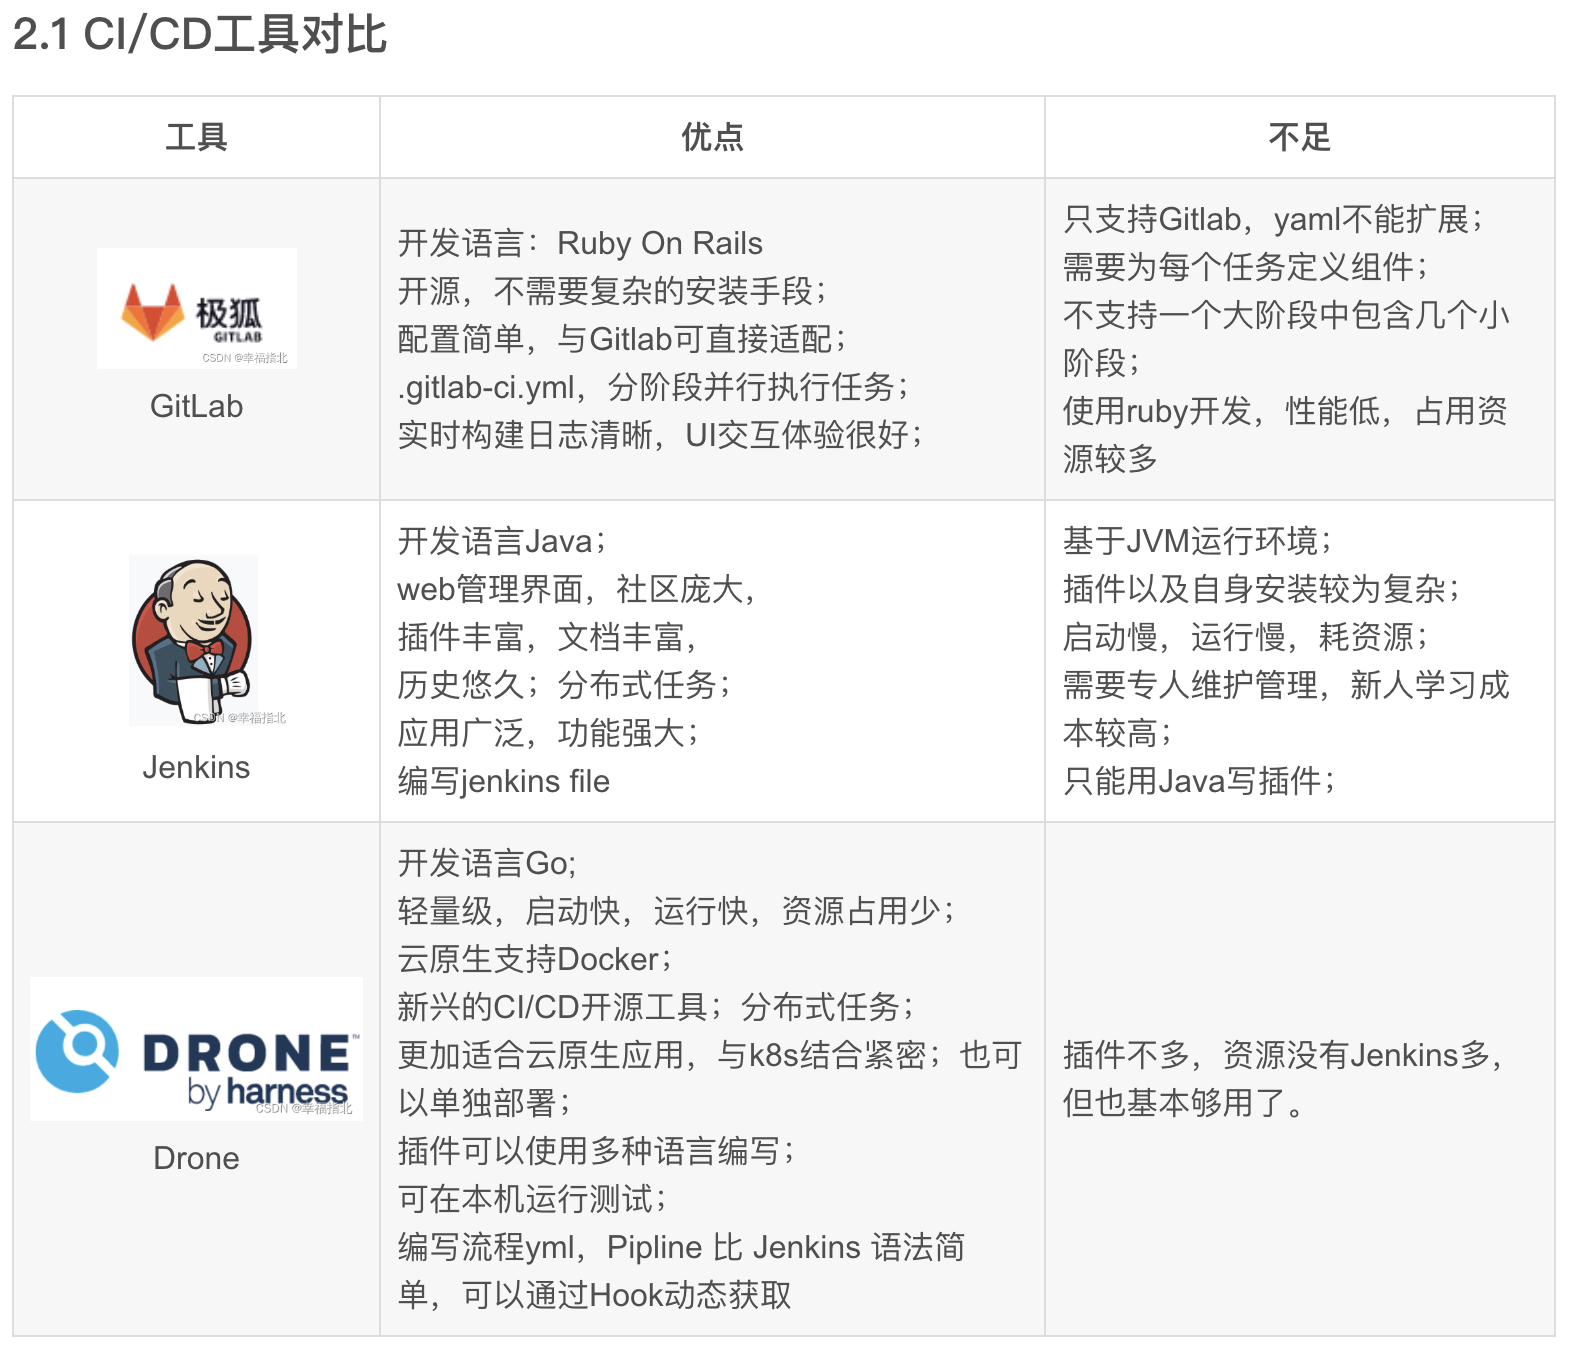 2.1 CI/CD工具对比
工具
优点
不足
极狐
GITLAB
CSDN @幸福指北
GitLab
开发语言：Ruby On Rails
开源，不需要复杂的安装手段；
配置简单，与Gitlab可直接适配；
.gitlab-ci.yml，分阶段并行执行任务；
实时构建日志清晰，UI交互体验很好；
只支持Gitlab，yaml不能扩展；
需要为每个任务定义组件；
不支持一个大阶段中包含几个小
阶段；
使用ruby开发，性能低，占用资
源较多
CSDN @幸福指北
Jenkins
开发语言Java；
web管理界面，社区庞大，
插件丰富，文档丰富，
历史悠久；分布式任务；
应用广泛，功能强大；
编写jenkins file
基于JVM运行环境；
插件以及自身安装较为复杂；
启动慢，运行慢，耗资源；
需要专人维护管理，新人学习成
本较高；
只能用Java写插件；
DRONE™
by harness
CSDN @幸福指北
Drone
开发语言Go;
轻量级，启动快，运行快，资源占用少；
云原生支持Docker；
新兴的CI/CD开源工具；分布式任务；
更加适合云原生应用，与k8s结合紧密；也可
以单独部署；
插件可以使用多种语言编写；
可在本机运行测试；
编写流程yml，Pipline 比 Jenkins 语法简
单，可以通过Hook动态获取
插件不多，资源没有Jenkins多，
但也基本够用了。